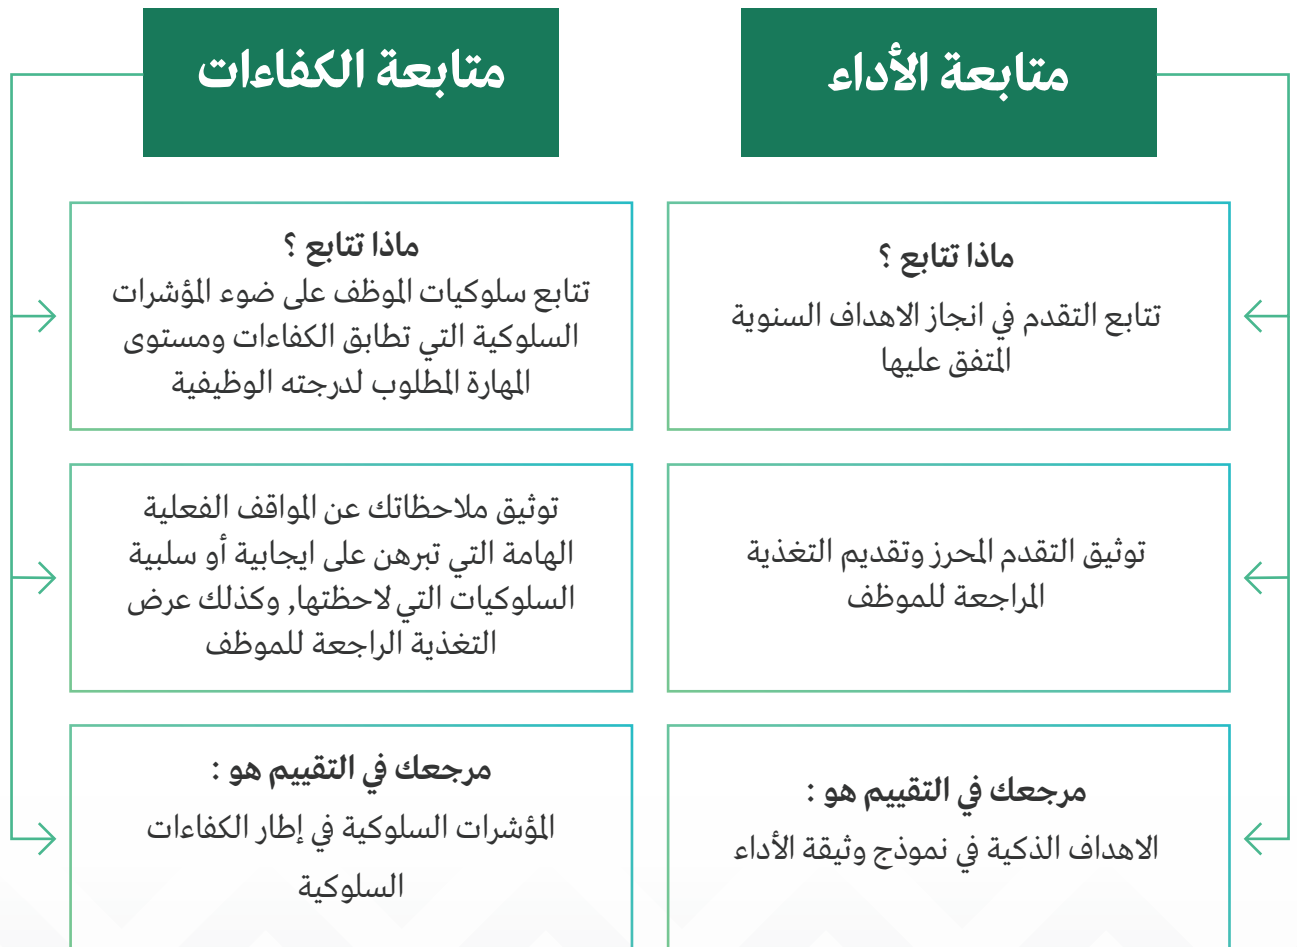 متابعة الأداء
ماذا تتابع ؟
تتابع التقدم في انجاز الاهداف السنوية
المتفق عليها
توثيق التقدم المحرز وتقديم التغذية
المراجعة للموظف
مرجعك في التقييم هو :
الاهداف الذكية في نموذج وثيقة الأداء
متابعة الكفاءات
ماذا تتابع ؟
تتابع سلوكيات الموظف على ضوء المؤشرات
السلوكية التي تطابق الكفاءات ومستوى
المهارة المطلوب لدرجته الوظيفية
توثيق ملاحظاتك عن المواقف الفعلية
الهامة التي تبرهن على ايجابية أو سلبية
السلوكيات التي لاحظتها, وكذلك عرض
التغذية الراجعة للموظف
مرجعك في التقييم هو :
المؤشرات السلوكية في إطار الكفاءات
السلوكية